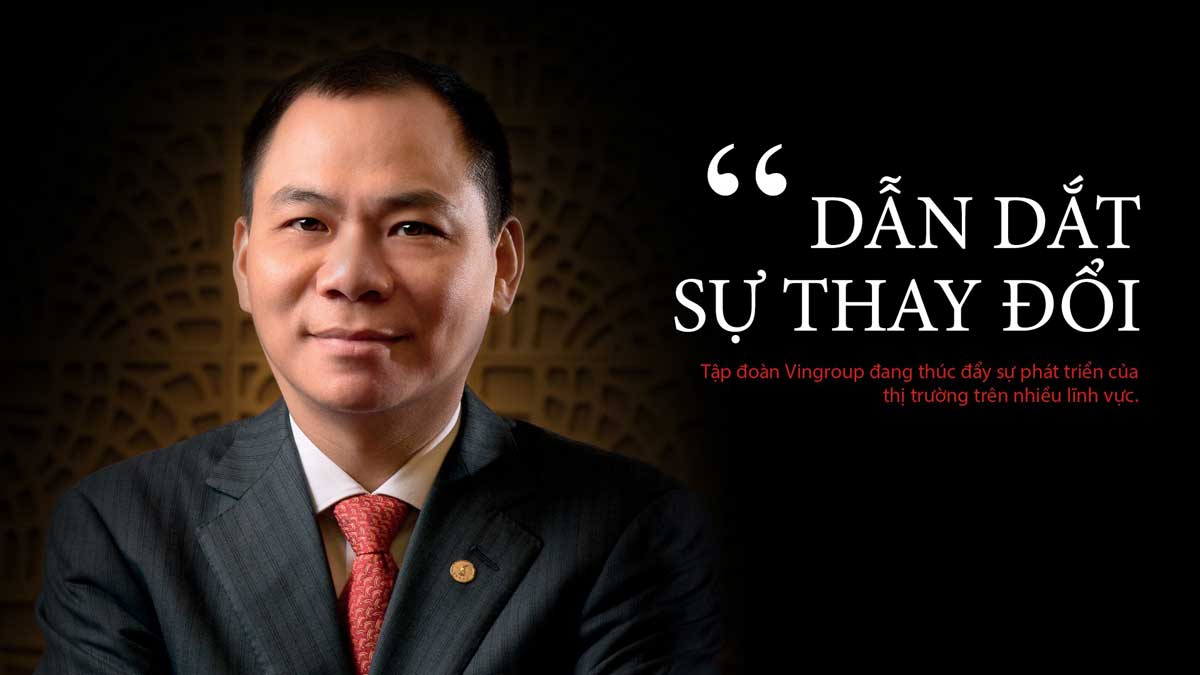 “
DẪN DẮT
SỰ THAY ĐỔI
Tập đoàn Vingroup đang thúc đẩy sự phát triển của
thị trường trên nhiều lĩnh vực.